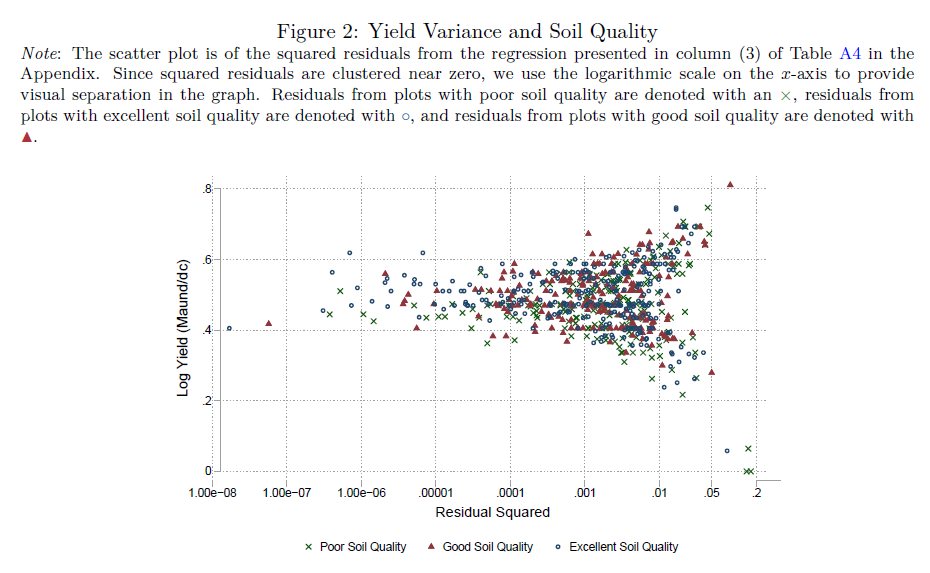 Figure 2: Yield Variance and Soil Quality
Note: The scatter plot is of the squared residuals from the regression presented in column (3) of Table A4 in the
Appendix. Since squared residuals are clustered near zero, we use the logarithmic scale on the x-axis to provide
visual separation in the graph. Residuals from plots with poor soil quality are denoted with an ×, residuals from
plots with excellent soil quality are denoted with ○, and residuals from plots with good soil quality are denoted with
▲.
.8
.6
.4
.2
0
Log Yield (Maund/dc)
1.00e-08 1.00e-07 1.00e-06 .00001 .0001 .001 .01 .05 .2
Residual Squared
× Poor Soil Quality ▲ Good Soil Quality ○ Excellent Soil Quality